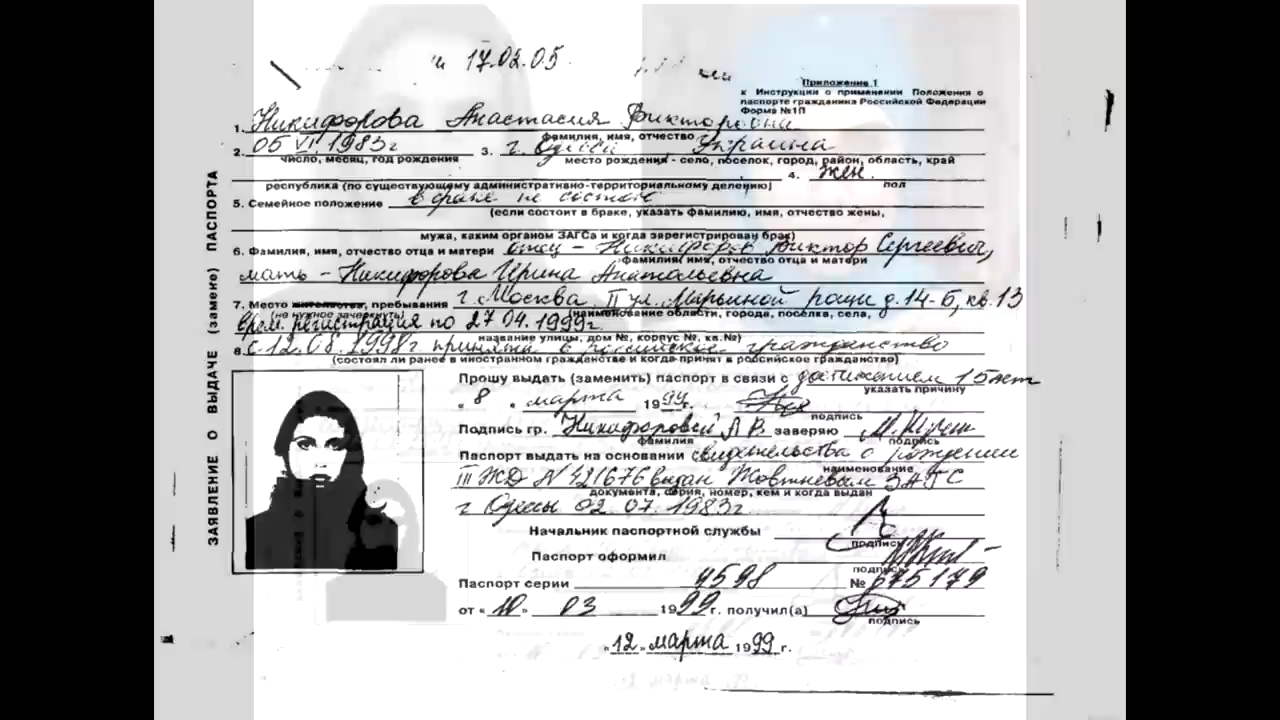 17.02.05
Приложение 1
к Инструкции о применении Положения о
паспорте гражданина Российской Федерации
Форма №1П
1. Никифорова Анастасия Викторовна
фамилия, имя, отчество
2. 05 VI 1983г 3. г. Одесса, Украина
число, месяц, год рождения место рождения - село, поселок, город, район, область, край
4. жен.
республика (по существующему административно-территориальному делению) пол
5. Семейное положение в браке не состою
(если состоит в браке, указать фамилию, имя, отчество жены,
мужа, каким органом ЗАГСа и когда зарегистрирован брак)
6. Фамилия, имя, отчество отца и матери отец - Никифоров Виктор Сергеевич,
фамилия, имя, отчество отца и матери
мать - Никифорова Ирина Анатольевна
7. Место жительства, пребывания г. Москва II ул. Марьиной рощи д. 14-Б, кв. 13
(не нужное зачеркнуть) (наименование области, города, поселка, села,
врем. регистрация по 27.04.1999г.
название улицы, дом №, корпус №, кв.№)
8. с 12.08.1998г принята в российское гражданство
(состоял ли ранее в иностранном гражданстве и когда принят в российское гражданство)
ЗАЯВЛЕНИЕ О ВЫДАЧЕ (замене) ПАСПОРТА
Прошу выдать (заменить) паспорт в связи с достижением 15 лет
указать причину
„ 8 „ марта 1999г.
подпись
Подпись гр. Никифоровой А В заверяю
фамилия подпись
Паспорт выдать на основании свидетельства о рождении
наименование
III ЖД N 421676 выдан Жовтневым ЗАГС
документа, серия, номер, кем и когда выдан
г Одессы 02.07.1983г
Начальник паспортной службы
подпись
Паспорт оформил
подпись
Паспорт серии 4598 № 675179
от « 10 » 03 1999г. получил(а)
подпись
«12» марта 1999 г.